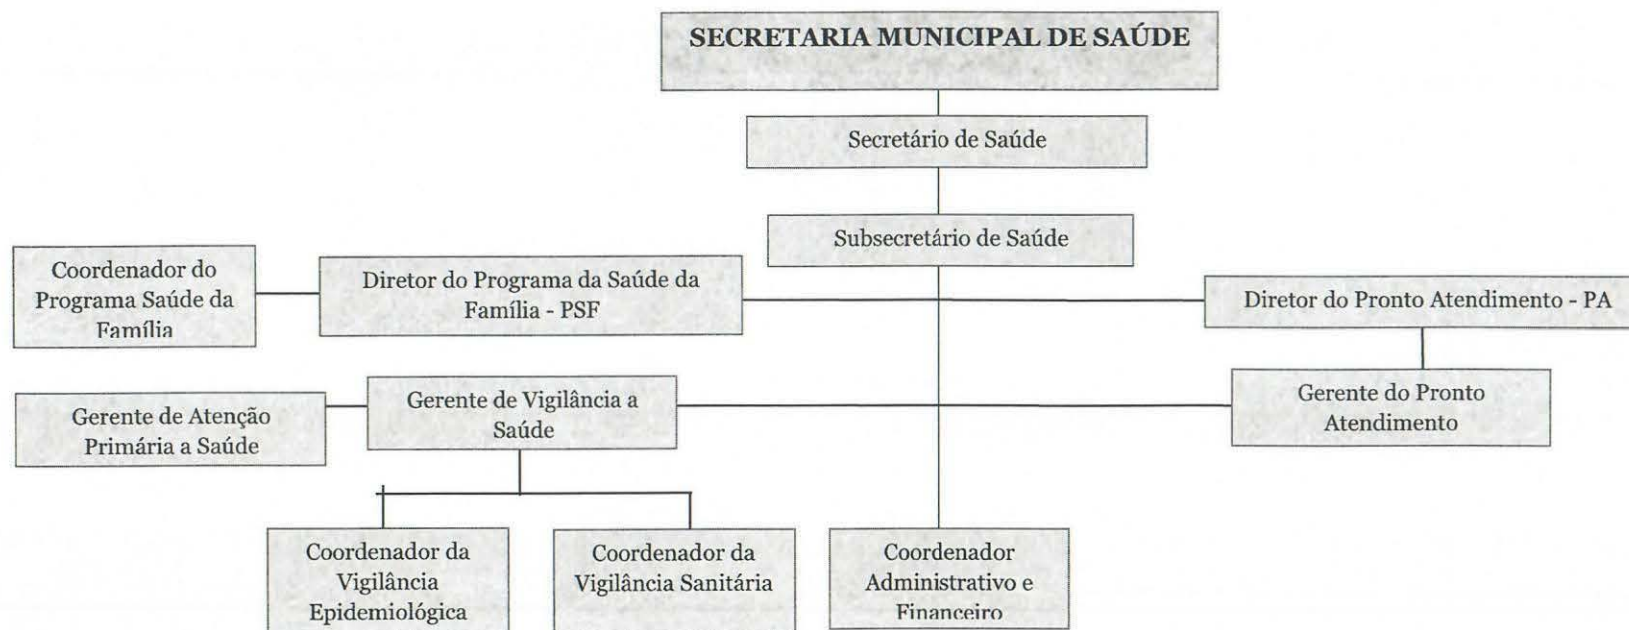 SECRETARIA MUNICIPAL DE SAÚDE
Secretário de Saúde
Subsecretário de Saúde
Coordenador do
Programa Saúde da
Família
Diretor do Programa da Saúde da
Família - PSF
Diretor do Pronto Atendimento - PA
Gerente de Atenção
Primária a Saúde
Gerente de Vigilância a
Saúde
Gerente do Pronto
Atendimento
Coordenador da
Vigilância
Epidemiológica
Coordenador da
Vigilância Sanitária
Coordenador
Administrativo e
Financeiro